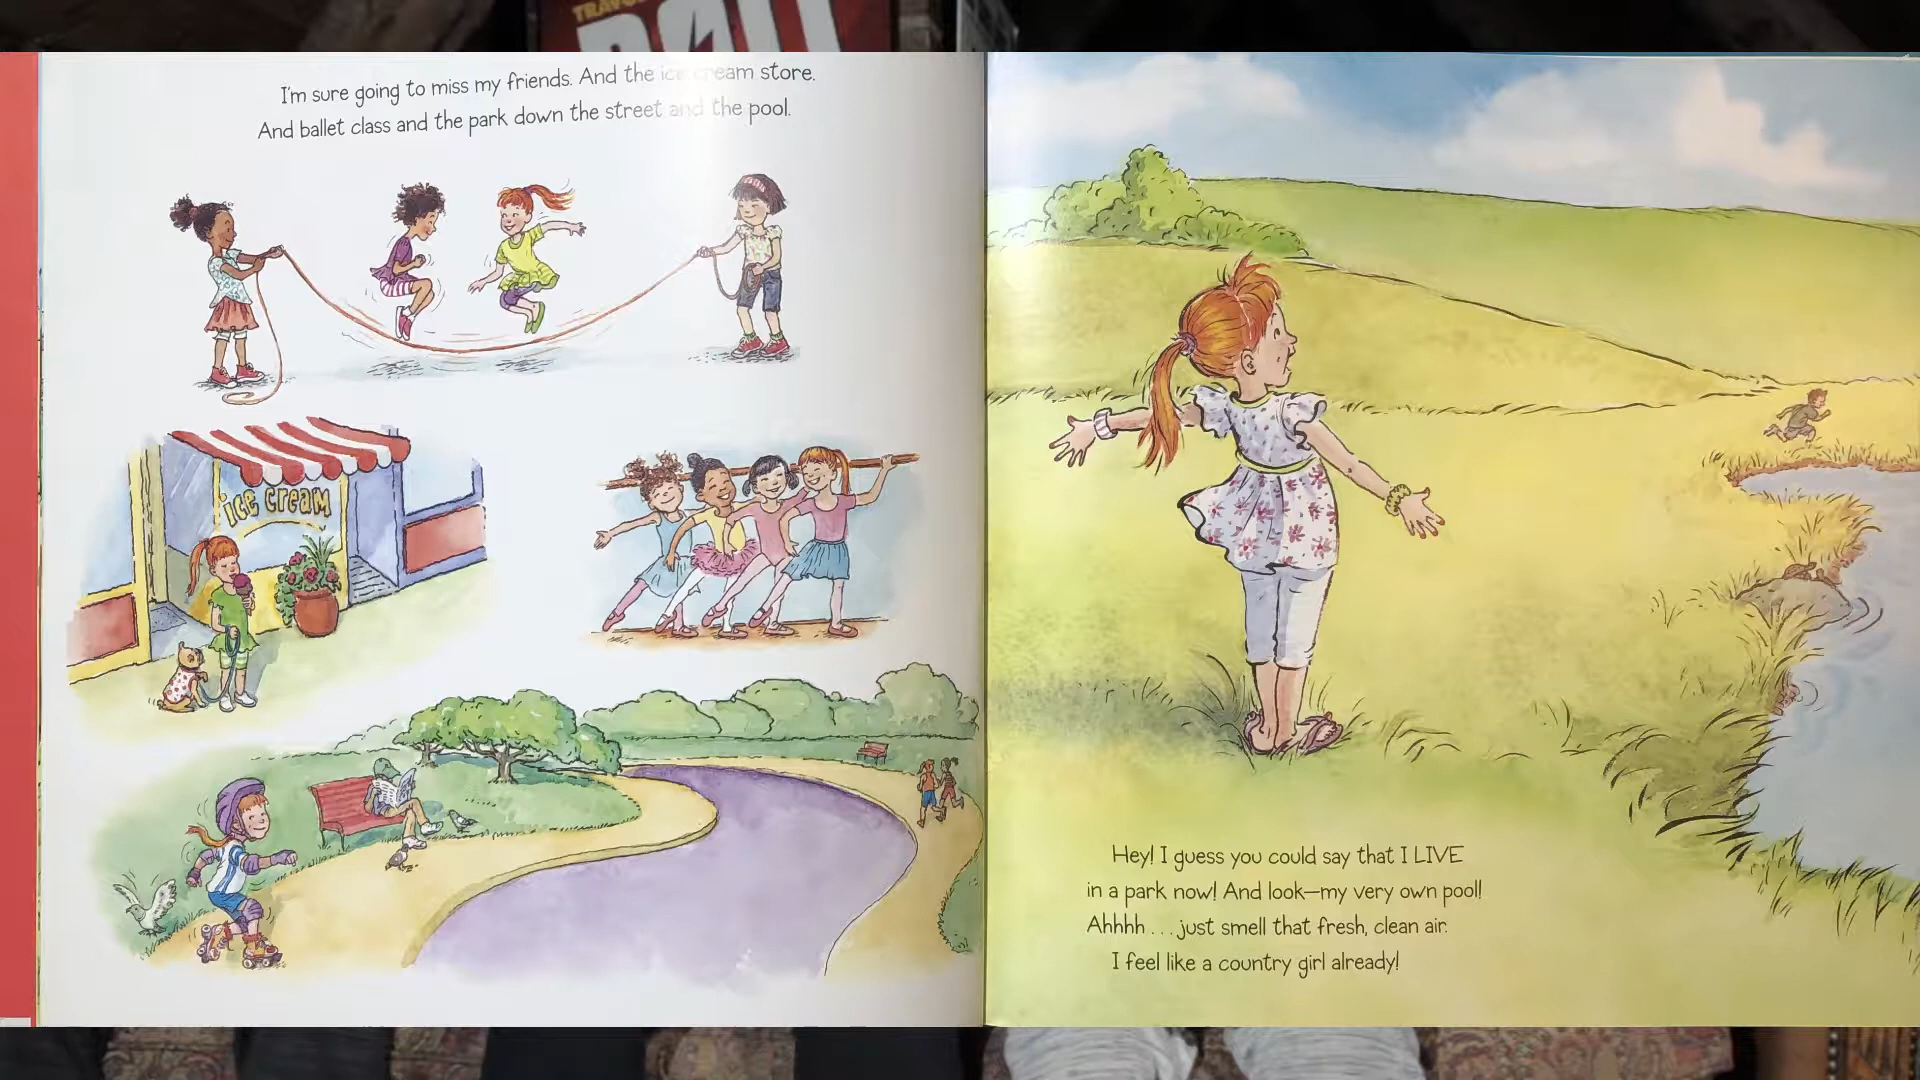 I'm sure going to miss my friends. And the ice cream store.
And ballet class and the park down the street and the pool.
ice cream
Hey! I guess you could say that I LIVE
in a park now! And look—my very own pool!
Ahhhh . . . just smell that fresh, clean air.
I feel like a country girl already!